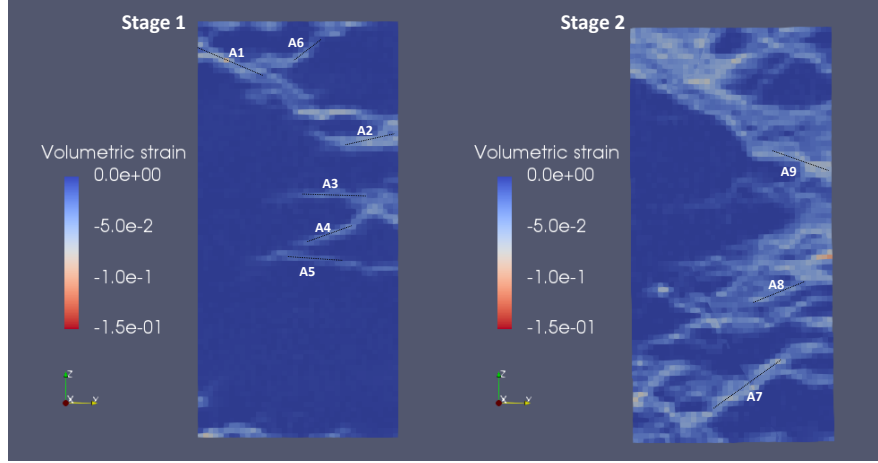 Stage 1
A1
A6
A2
A3
A4
A5
Volumetric strain
0.0e+00
-5.0e-2
-1.0e-1
-1.5e-01
Z
X
Y
Stage 2
A9
A8
A7
Volumetric strain
0.0e+00
-5.0e-2
-1.0e-1
-1.5e-01
Z
X
Y